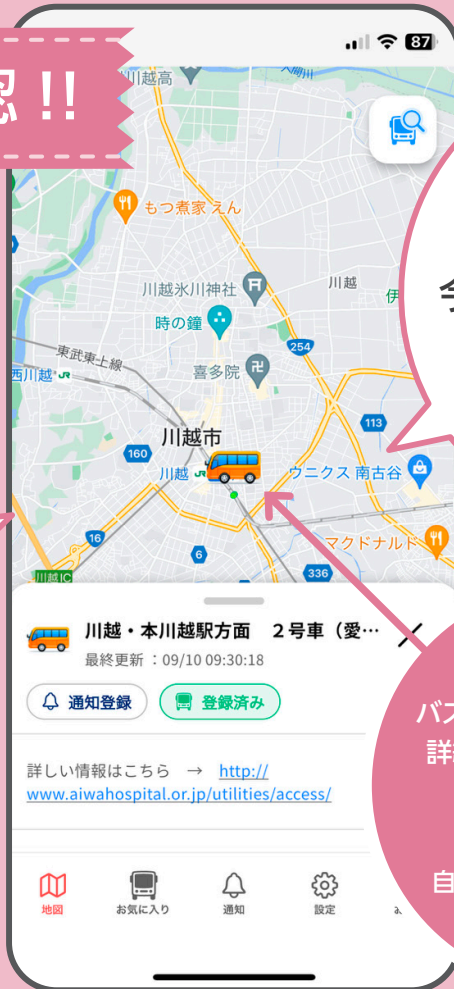 87
認!!
川越高
もつ煮家 えん
川越氷川神社
川越
伊
今
時の鐘
254
東武東上線
西川越
JR
喜多院
113
川越市
160
川越
JR
ウニクス 南古谷
16
6
マクドナルド
川越IC
336
川越・本川越駅方面 2号車(愛…
最終更新:09/10 09:30:18
通知登録
登録済み
バス
詳
詳しい情報はこちら → http://
www.aiwahospital.or.jp/utilities/access/
自
地図
お気に入り
通知
設定